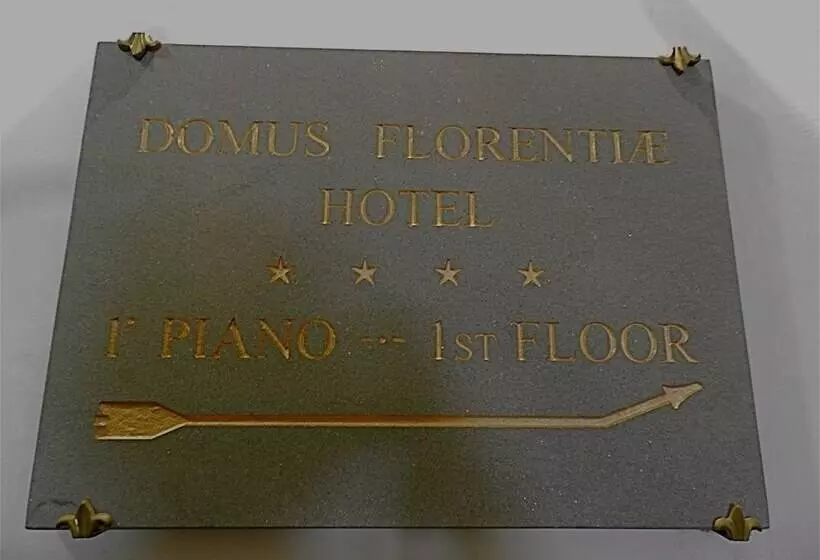 DOMUS FLORENTIÆ
HOTEL
★ ★ ★ ★
1° PIANO --- 1ST FLOOR